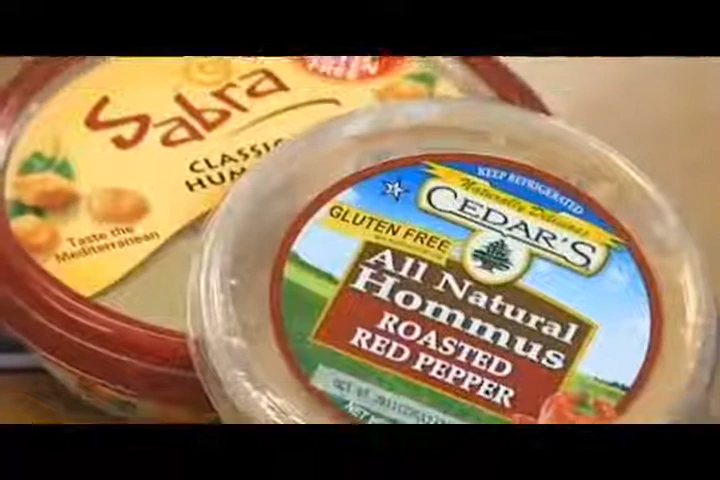 Sabra
CLASSIC
HUM
Taste the
Mediterranean
KEEP REFRIGERATED
Naturally Delicious
CEDAR'S
GLUTEN FREE
All Natural
Hommus
ROASTED
RED PEPPER